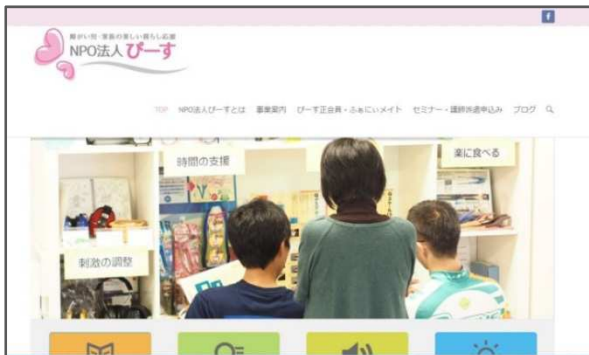 障がい児・家族の楽しい暮らし応援
NPO法人ぴーす
TOP NPO法人ぴーすとは 事業案内 ぴーす正会員・ふぁにぃメイト セミナー・講師派遣申込み ブログ
時間の支援
楽に食べる
刺激の調整